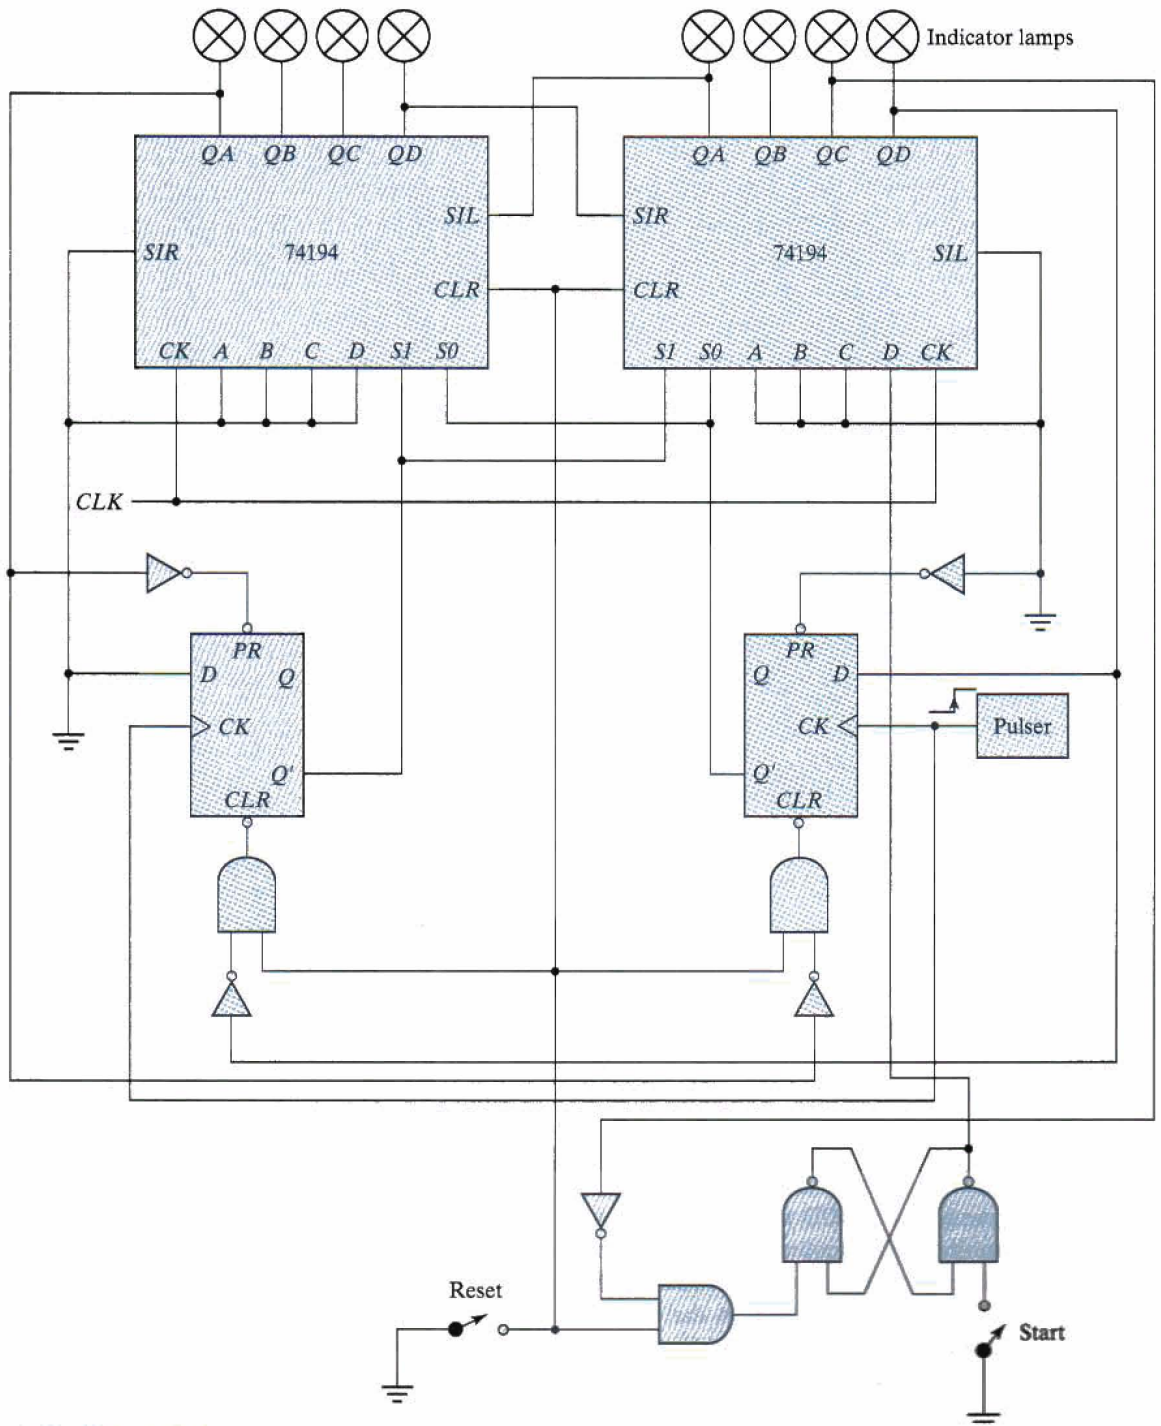 Indicator lamps
QA QB QC QD
QA QB QC QD
SIL
SIR
SIR
74194
74194
SIL
CLR
CLR
CK A B C D S1 S0
S1 S0 A B C D CK
CLK
PR
PR
D Q
Q D
CK
CK
Pulser
Q'
Q'
CLR
CLR
Reset
Start